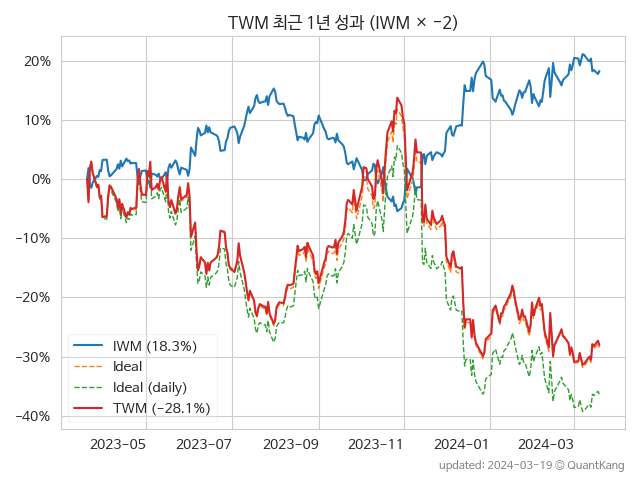 TWM 최근 1년 성과 (IWM × −2)
20%
10%
0%
−10%
−20%
−30%
−40%
IWM (18.3%)
Ideal
Ideal (daily)
TWM (−28.1%)
2023-05
2023-07
2023-09
2023-11
2024-01
2024-03
updated: 2024-03-19 © QuantKang